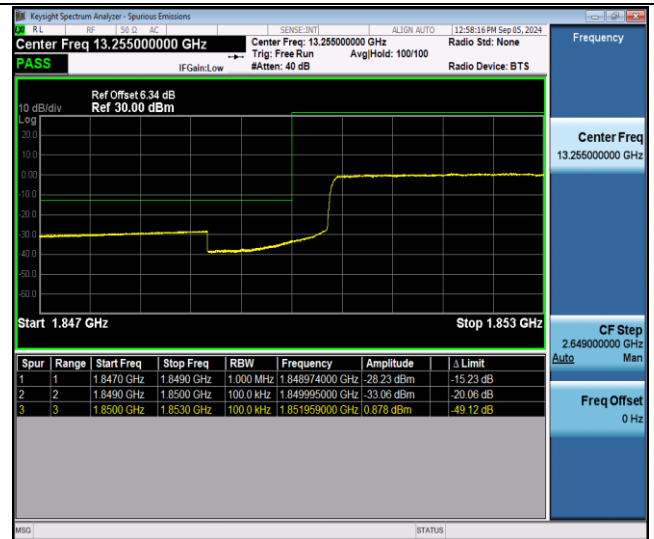 Keysight Spectrum Analyzer - Spurious Emissions
RL RF 50 Ω AC SENSE:INT ALIGN AUTO 12:58:16 PM Sep 05, 2024
Center Freq 13.255000000 GHz Center Freq: 13.255000000 GHz Radio Std: None
Trig: Free Run Avg|Hold: 100/100
PASS IFGain:Low #Atten: 40 dB Radio Device: BTS
Ref Offset 6.34 dB
10 dB/div Ref 30.00 dBm
Log
20.0
10.0
0.00
-10.0
-20.0
-30.0
-40.0
-50.0
-60.0
Start 1.847 GHz Stop 1.853 GHz
Spur Range Start Freq Stop Freq RBW Frequency Amplitude Δ Limit
1 1 1.8470 GHz 1.8490 GHz 1.000 MHz 1.848974000 GHz -28.23 dBm -15.23 dB
2 2 1.8490 GHz 1.8500 GHz 100.0 kHz 1.849995000 GHz -33.06 dBm -20.06 dB
3 3 1.8500 GHz 1.8530 GHz 100.0 kHz 1.851959000 GHz 0.878 dBm -49.12 dB
MSG STATUS
Frequency
Center Freq
13.255000000 GHz
CF Step
2.649000000 GHz
Auto Man
Freq Offset
0 Hz